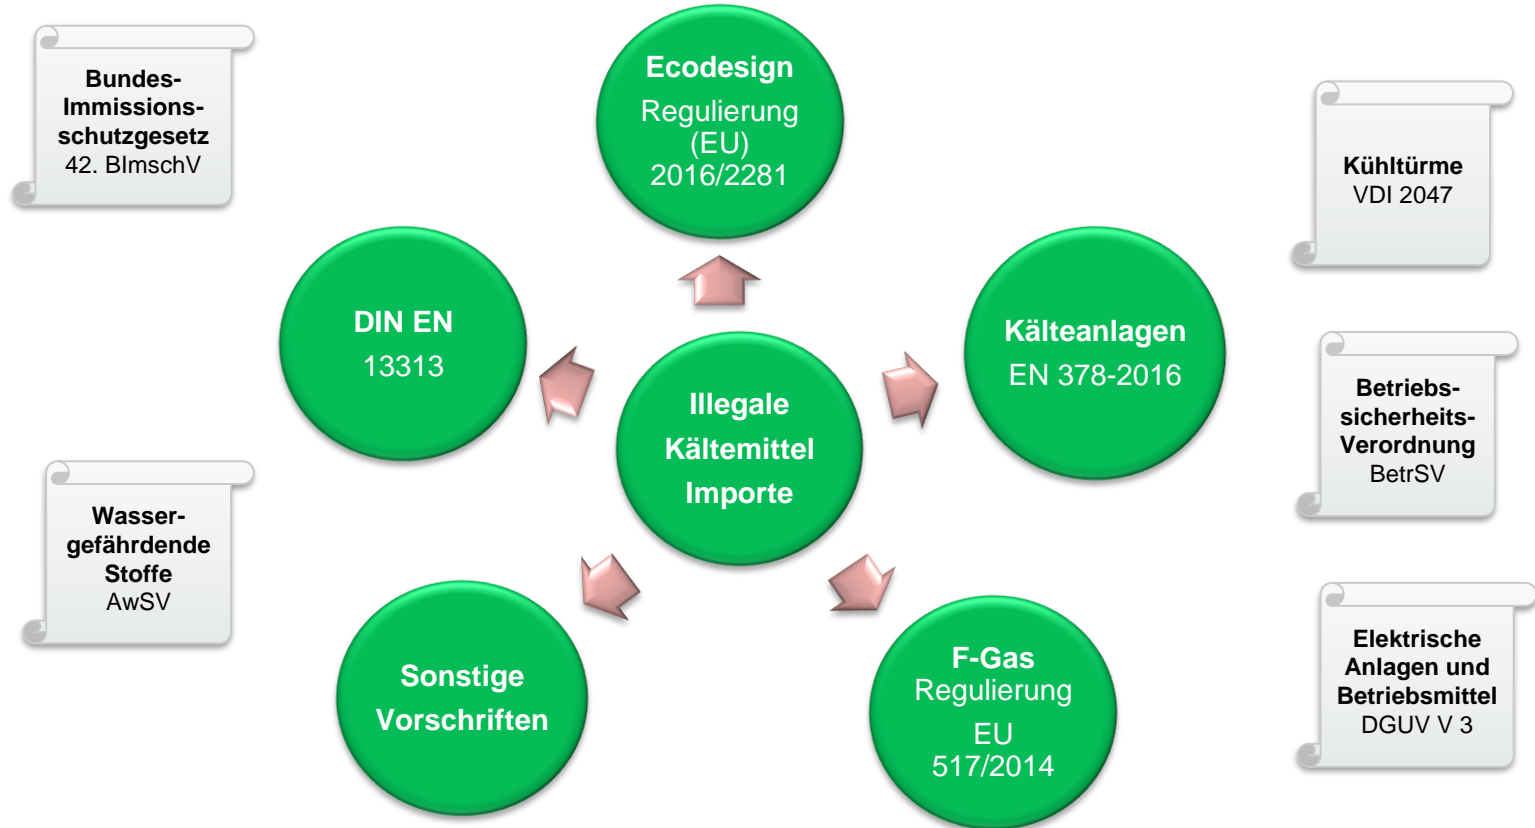 Bundes-
Immissions-
schutzgesetz
42. BImschV
Ecodesign
Regulierung
(EU)
2016/2281
Kühltürme
VDI 2047
DIN EN
13313
Kälteanlagen
EN 378-2016
Illegale
Kältemittel
Importe
Betriebs-
sicherheits-
Verordnung
BetrSV
Wasser-
gefährdende
Stoffe
AwSV
Sonstige
Vorschriften
F-Gas
Regulierung
EU
517/2014
Elektrische
Anlagen und
Betriebsmittel
DGUV V 3